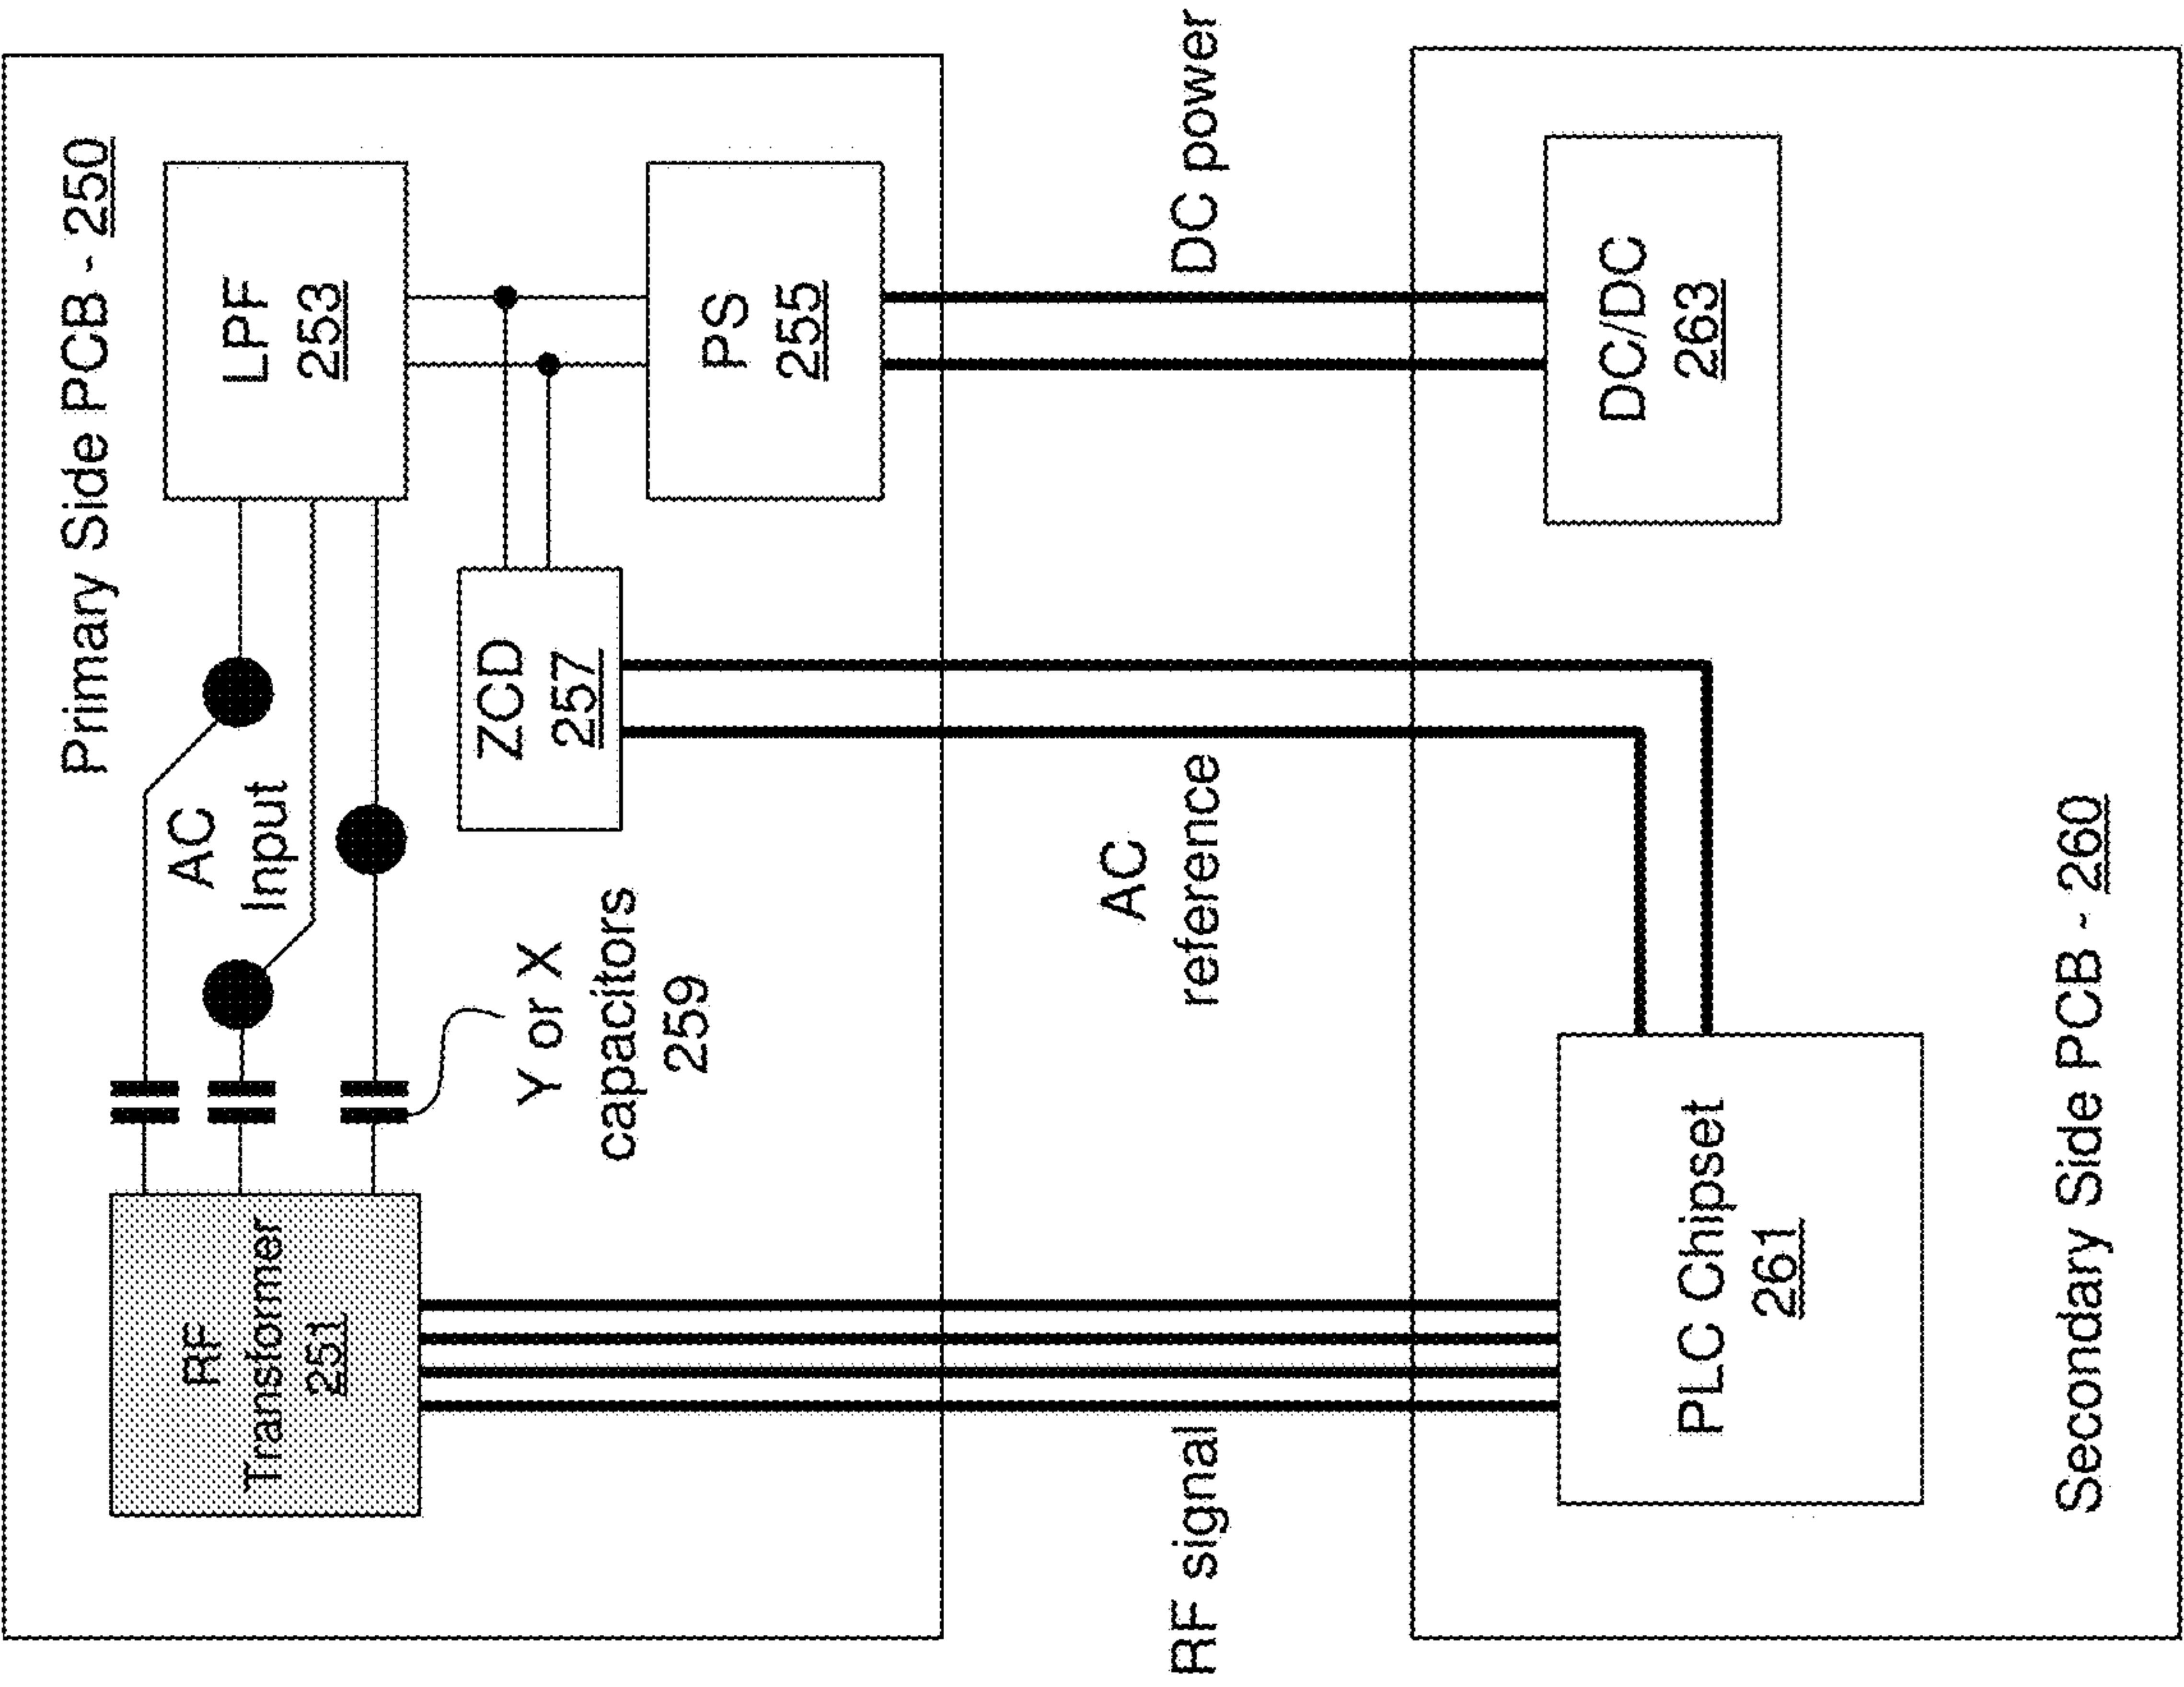 Primary Side PCB - 250
RF
Transformer
251
AC
Input
LPF
253
Y or X
capacitors
259
ZCD
257
PS
255
RF signal
AC
reference
DC power
PLC Chipset
261
DC/DC
263
Secondary Side PCB - 260